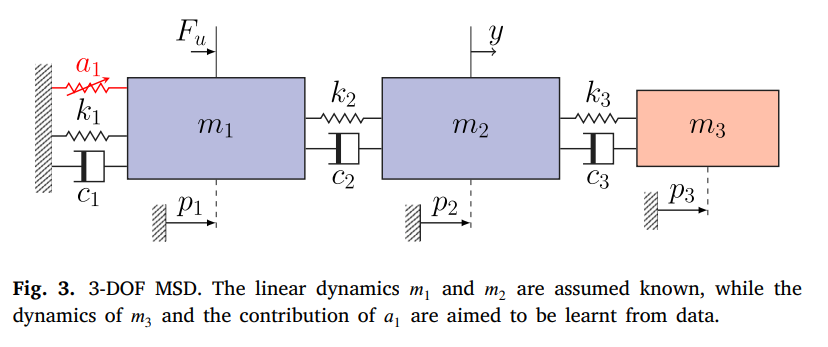 F_u
y
a_1
k_1
k_2
k_3
m_1
m_2
m_3
c_1
c_2
c_3
p_1
p_2
p_3
Fig. 3. 3-DOF MSD. The linear dynamics m_1 and m_2 are assumed known, while the
dynamics of m_3 and the contribution of a_1 are aimed to be learnt from data.